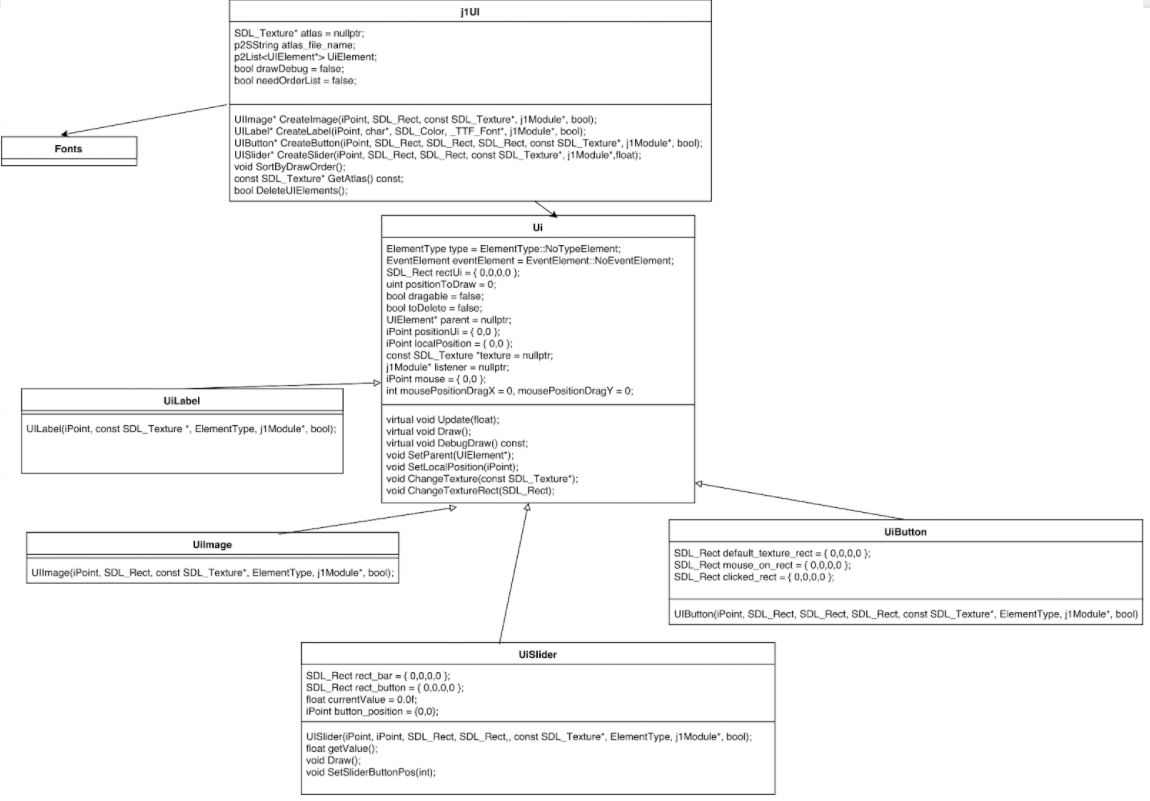 j1UI
SDL_Texture* atlas = nullptr;
p2SString atlas_file_name;
p2List<UIElement*> UiElement;
bool drawDebug = false;
bool needOrderList = false;
UIImage* CreateImage(iPoint, SDL_Rect, const SDL_Texture*, j1Module*, bool);
UILabel* CreateLabel(iPoint, char*, SDL_Color, _TTF_Font*, j1Module*, bool);
UIButton* CreateButton(iPoint, SDL_Rect, SDL_Rect, SDL_Rect, const SDL_Texture*, j1Module*, bool);
UISlider* CreateSlider(iPoint, SDL_Rect, SDL_Rect, const SDL_Texture*, j1Module*,float);
void SortByDrawOrder();
const SDL_Texture* GetAtlas() const;
bool DeleteUIElements();
Fonts
Ui
ElementType type = ElementType::NoTypeElement;
EventElement eventElement = EventElement::NoEventElement;
SDL_Rect rectUi = { 0,0,0,0 };
uint positionToDraw = 0;
bool dragable = false;
bool toDelete = false;
UIElement* parent = nullptr;
iPoint positionUi = { 0,0 };
iPoint localPosition = { 0,0 };
const SDL_Texture *texture = nullptr;
j1Module* listener = nullptr;
iPoint mouse = { 0,0 };
int mousePositionDragX = 0, mousePositionDragY = 0;
virtual void Update(float);
virtual void Draw();
virtual void DebugDraw() const;
void SetParent(UIElement*);
void SetLocalPosition(iPoint);
void ChangeTexture(const SDL_Texture*);
void ChangeTextureRect(SDL_Rect);
UiLabel
UILabel(iPoint, const SDL_Texture *, ElementType, j1Module*, bool);
UiImage
UIImage(iPoint, SDL_Rect, const SDL_Texture*, ElementType, j1Module*, bool);
UiButton
SDL_Rect default_texture_rect = { 0,0,0,0 };
SDL_Rect mouse_on_rect = { 0,0,0,0 };
SDL_Rect clicked_rect = { 0,0,0,0 };
UIButton(iPoint, SDL_Rect, SDL_Rect, SDL_Rect, const SDL_Texture*, ElementType, j1Module*, bool)
UiSlider
SDL_Rect rect_bar = { 0,0,0,0 };
SDL_Rect rect_button = { 0,0,0,0 };
float currentValue = 0.0f;
iPoint button_position = {0,0};
UISlider(iPoint, iPoint, SDL_Rect, SDL_Rect,, const SDL_Texture*, ElementType, j1Module*, bool);
float getValue();
void Draw();
void SetSliderButtonPos(int);